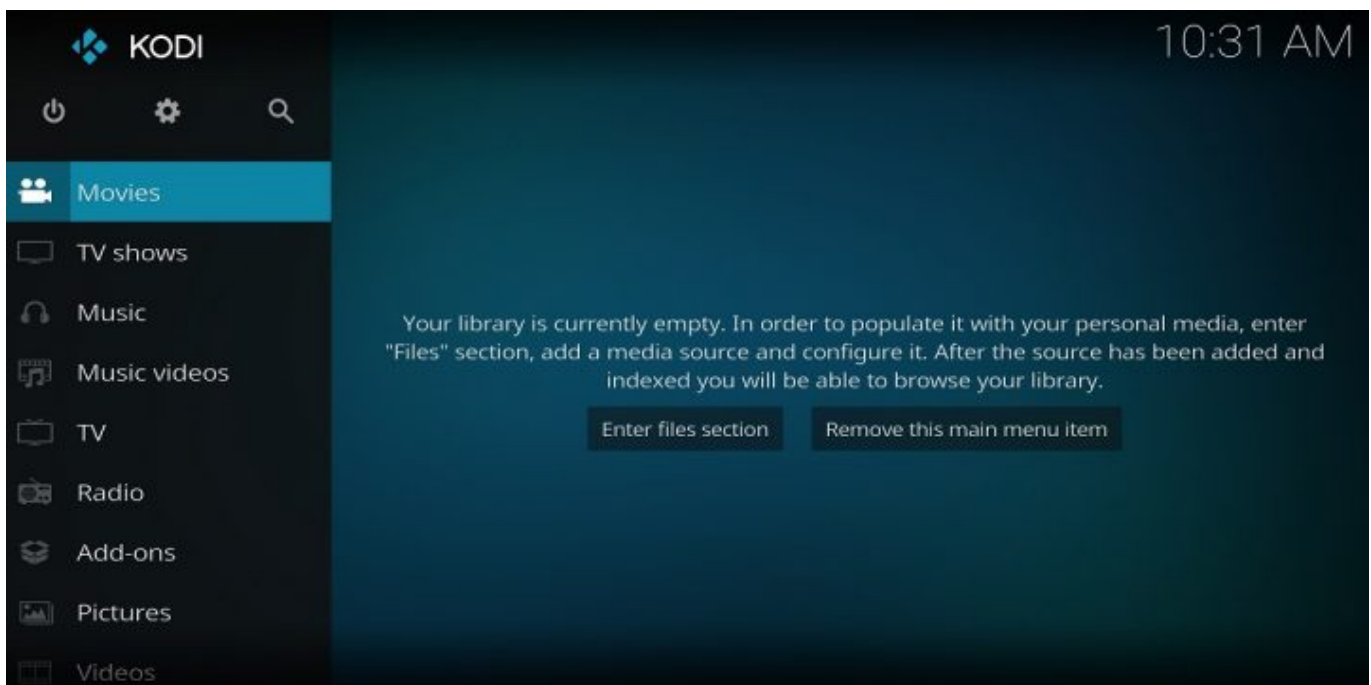 KODI
10:31 AM
Movies
TV shows
Music
Music videos
TV
Radio
Add-ons
Pictures
Videos
Your library is currently empty. In order to populate it with your personal media, enter
"Files" section, add a media source and configure it. After the source has been added and
indexed you will be able to browse your library.
Enter files section
Remove this main menu item